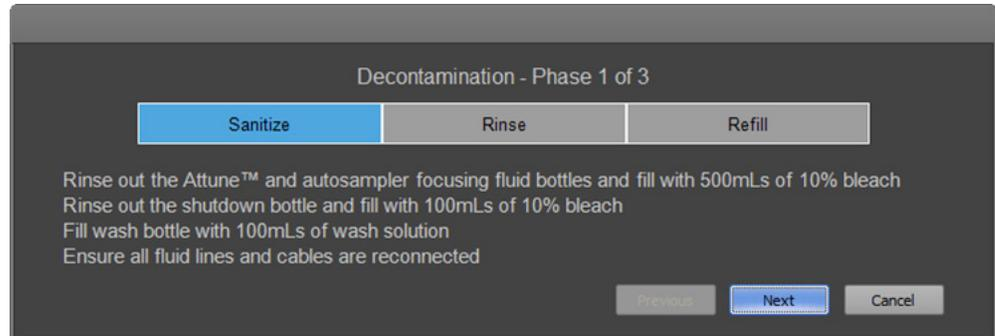 Decontamination - Phase 1 of 3
Sanitize Rinse Refill
Rinse out the Attune™ and autosampler focusing fluid bottles and fill with 500mLs of 10% bleach
Rinse out the shutdown bottle and fill with 100mLs of 10% bleach
Fill wash bottle with 100mLs of wash solution
Ensure all fluid lines and cables are reconnected
Previous Next Cancel